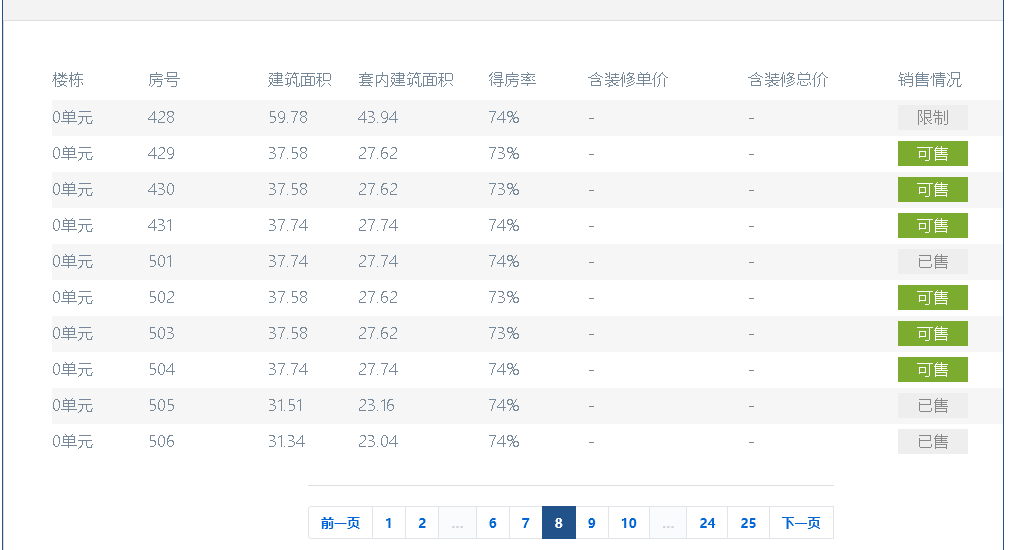 楼栋 房号 建筑面积 套内建筑面积 得房率 含装修单价 含装修总价 销售情况
0单元 428 59.78 43.94 74% - - 限制
0单元 429 37.58 27.62 73% - - 可售
0单元 430 37.58 27.62 73% - - 可售
0单元 431 37.74 27.74 74% - - 可售
0单元 501 37.74 27.74 74% - - 已售
0单元 502 37.58 27.62 73% - - 可售
0单元 503 37.58 27.62 73% - - 可售
0单元 504 37.74 27.74 74% - - 可售
0单元 505 31.51 23.16 74% - - 已售
0单元 506 31.34 23.04 74% - - 已售
前一页 1 2 ... 6 7 8 9 10 ... 24 25 下一页